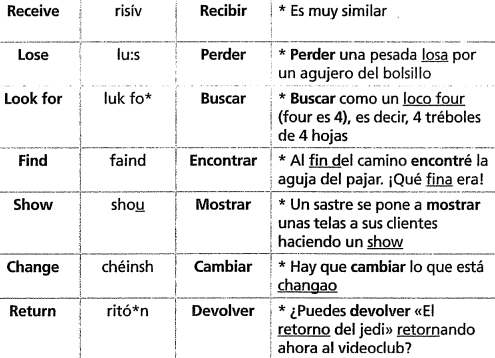 Receive risív Recibir * Es muy similar
Lose lu:s Perder * Perder una pesada losa por
un agujero del bolsillo
Look for luk fo* Buscar * Buscar como un loco four
(four es 4), es decir, 4 tréboles
de 4 hojas
Find faind Encontrar * Al fin del camino encontré la
aguja del pajar. ¡Qué fina era!
Show shou Mostrar * Un sastre se pone a mostrar
unas telas a sus clientes
haciendo un show
Change chéinsh Cambiar * Hay que cambiar lo que está
changao
Return ritó*n Devolver * ¿Puedes devolver «El
retorno del jedi» retornando
ahora al videoclub?